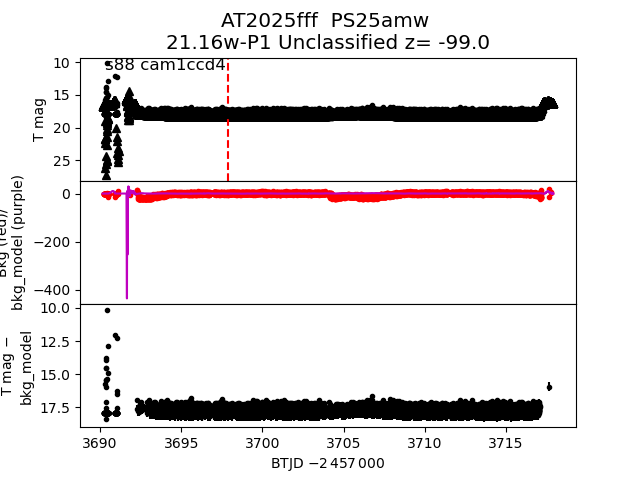 AT2025fff  PS25amw
21.16w-P1 Unclassified z= -99.0
s88 cam1ccd4
10
15
20
25
T mag
0
−200
−400
Bkg (red)/
bkg_model (purple)
10.0
12.5
15.0
17.5
T mag −
bkg_model
3690
3695
3700
3705
3710
3715
BTJD −2 457 000